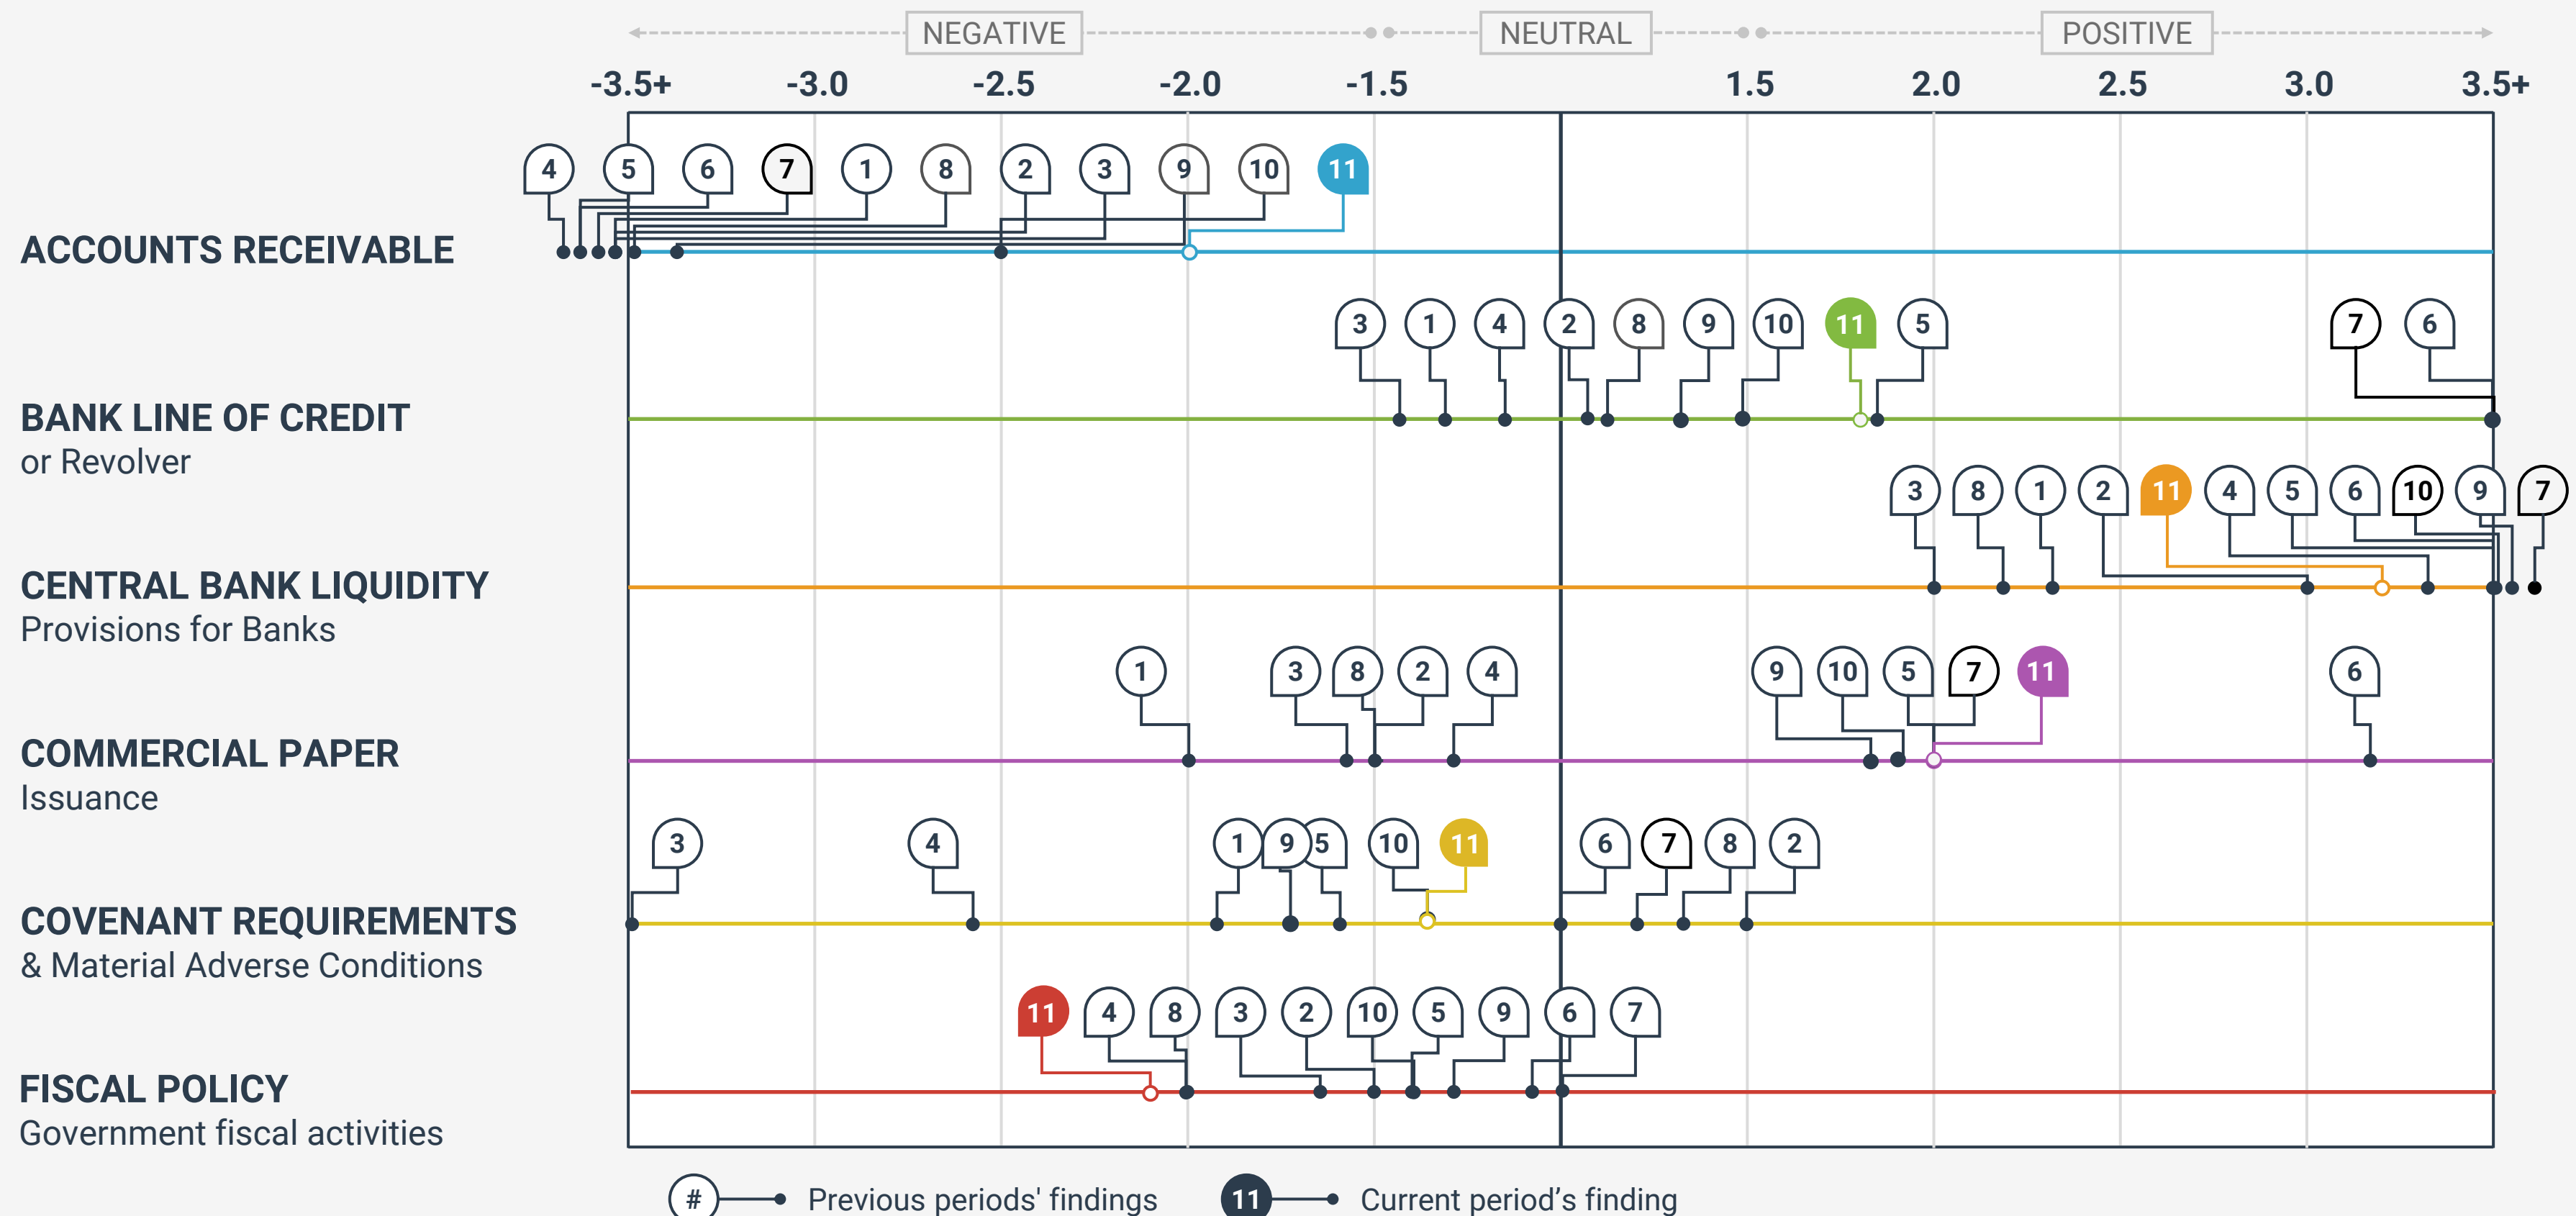 NEGATIVE NEUTRAL POSITIVE
-3.5+ -3.0 -2.5 -2.0 -1.5 1.5 2.0 2.5 3.0 3.5+
4 5 6 7 1 8 2 3 9 10 11
ACCOUNTS RECEIVABLE
3 1 4 2 8 9 10 11 5 7 6
BANK LINE OF CREDIT
or Revolver
3 8 1 2 11 4 5 6 10 9 7
CENTRAL BANK LIQUIDITY
Provisions for Banks
1 3 8 2 4 9 10 5 7 11 6
COMMERCIAL PAPER
Issuance
3 4 1 9 5 10 11 6 7 8 2
COVENANT REQUIREMENTS
& Material Adverse Conditions
11 4 8 3 2 10 5 9 6 7
FISCAL POLICY
Government fiscal activities
# Previous periods' findings 11 Current period’s finding